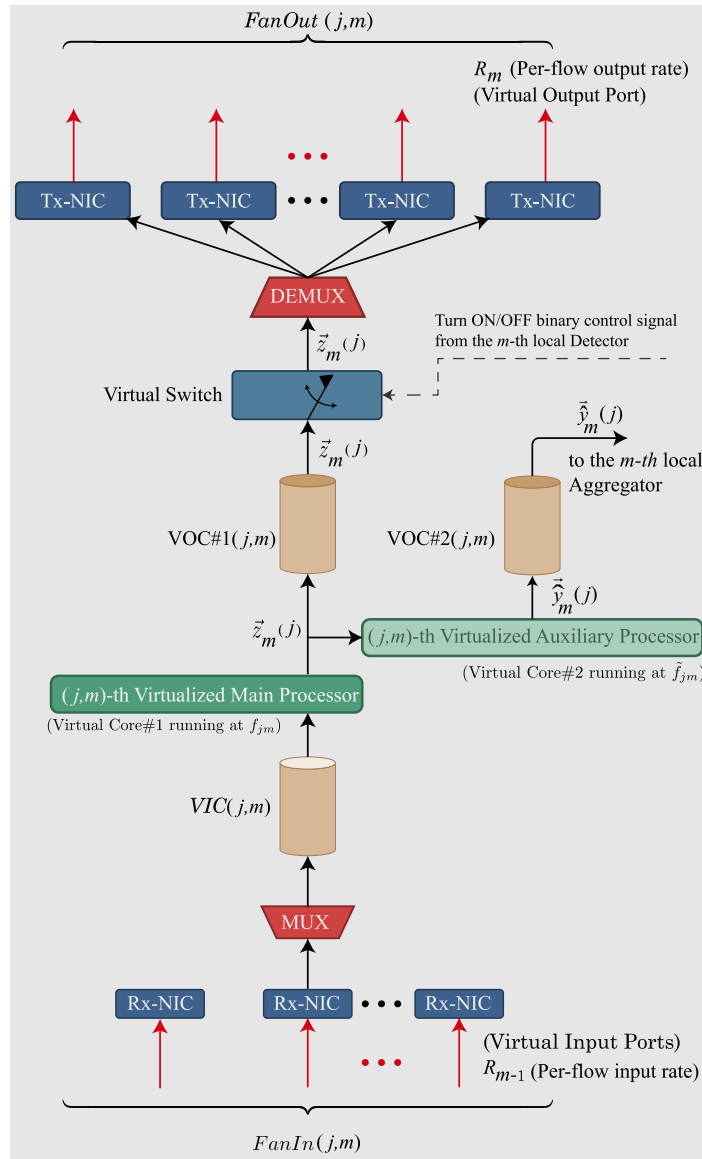 FanOut (j,m)
R_m (Per-flow output rate)
(Virtual Output Port)
Tx-NIC Tx-NIC Tx-NIC Tx-NIC
DEMUX
Turn ON/OFF binary control signal
from the m-th local Detector
z⃗_m(j)
Virtual Switch
ŷ⃗_m(j)
z⃗_m(j)
to the m-th local
Aggregator
VOC#1(j,m)
VOC#2(j,m)
ŷ⃗_m(j)
z⃗_m(j)
(j,m)-th Virtualized Auxiliary Processor
(Virtual Core#2 running at f̃_jm)
(j,m)-th Virtualized Main Processor
(Virtual Core#1 running at f_jm)
VIC(j,m)
MUX
Rx-NIC Rx-NIC Rx-NIC
(Virtual Input Ports)
R_m-1 (Per-flow input rate)
FanIn(j,m)